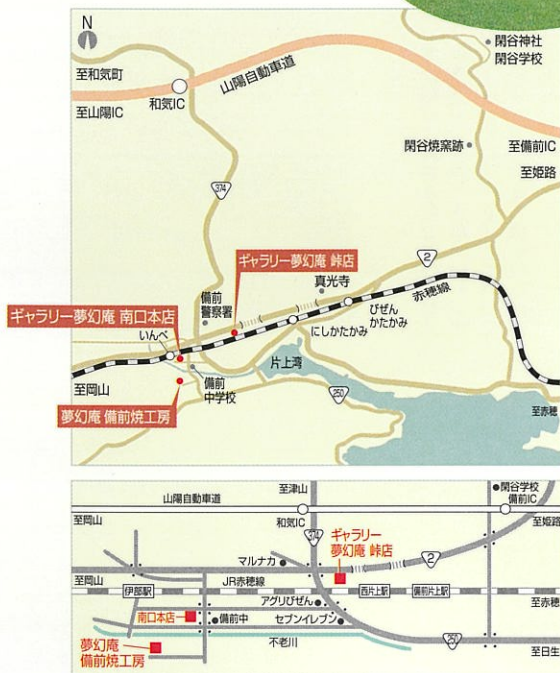 N
閑谷神社
閑谷学校
至和気町
山陽自動車道
至山陽IC
和気IC
閑谷焼窯跡
至備前IC
至姫路
374
ギャラリー夢幻庵 峠店
2
真光寺
備前
警察署
赤穂線
びぜん
かたかみ
ギャラリー夢幻庵 南口本店
いんべ
にしかたかみ
片上湾
至岡山
備前
中学校
250
夢幻庵 備前焼工房
至赤穂
至津山
閑谷学校
山陽自動車道
備前IC
至岡山
和気IC
至姫路
374
ギャラリー
夢幻庵 峠店
マルナカ
2
至岡山
JR赤穂線
伊部駅
西片上駅
備前片上駅
至赤穂
アグリびぜん
南口本店
備前中
セブンイレブン
不老川
250
夢幻庵
備前焼工房
至日生